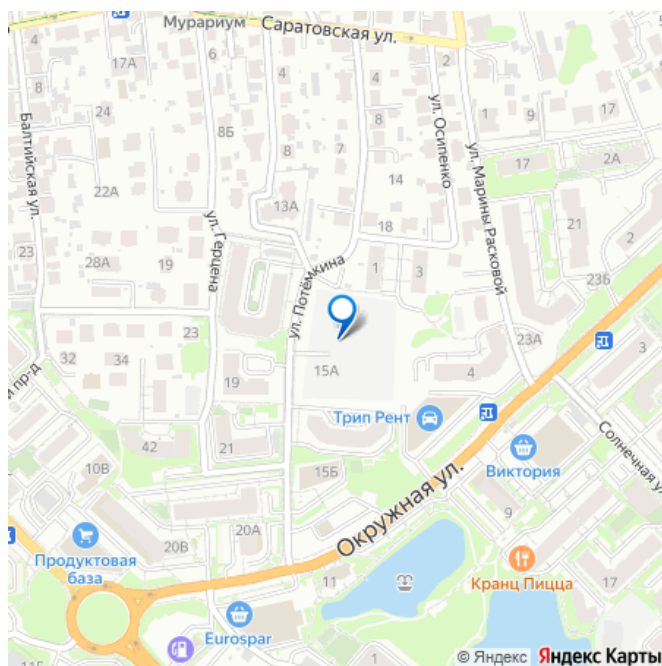 Мурариум
Саратовская ул.
4
17А
6
4
4
2
24
8Б
8
7
7
1
9
17
17
2А
Балтийская ул.
ул. Осипенко
14
22А
13А
ул. Марины Расковой
18
21
2
23
28А
19
ул. Герцена
ул. Потёмкина
1
3
23Б
23
32
34
23А
3
й пр-д
19
15А
4
Трип Рент
42
21
Солнечная ул.
10В
15Б
Виктория
Окружная ул.
9
20А
20В
Продуктовая
база
11
Кранц Пицца
17
11Б
Eurospar
© Яндекс Яндекс Карты